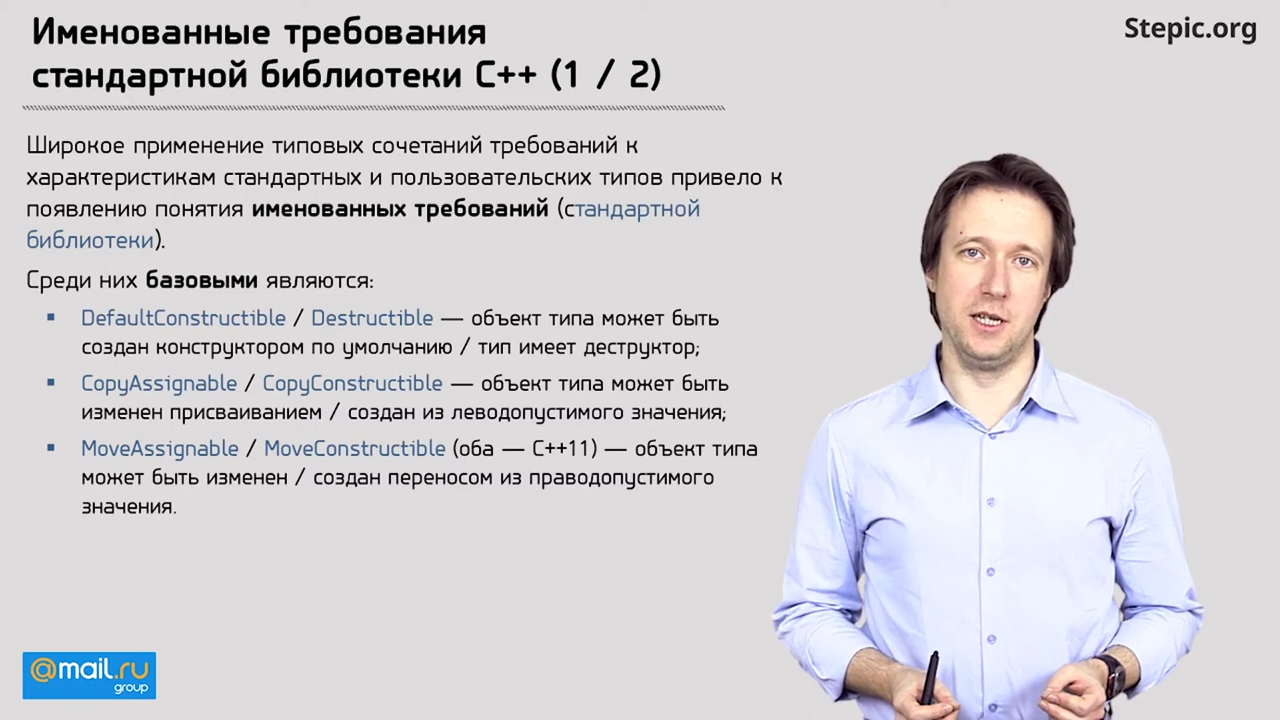 Именованные требования
стандартной библиотеки C++ (1 / 2)
Stepic.org
Широкое применение типовых сочетаний требований к
характеристикам стандартных и пользовательских типов привело к
появлению понятия именованных требований (стандартной
библиотеки).
Среди них базовыми являются:
▪ DefaultConstructible / Destructible — объект типа может быть
создан конструктором по умолчанию / тип имеет деструктор;
▪ CopyAssignable / CopyConstructible — объект типа может быть
изменен присваиванием / создан из леводопустимого значения;
▪ MoveAssignable / MoveConstructible (оба — C++11) — объект типа
может быть изменен / создан переносом из праводопустимого
значения.
@mail.ru
group